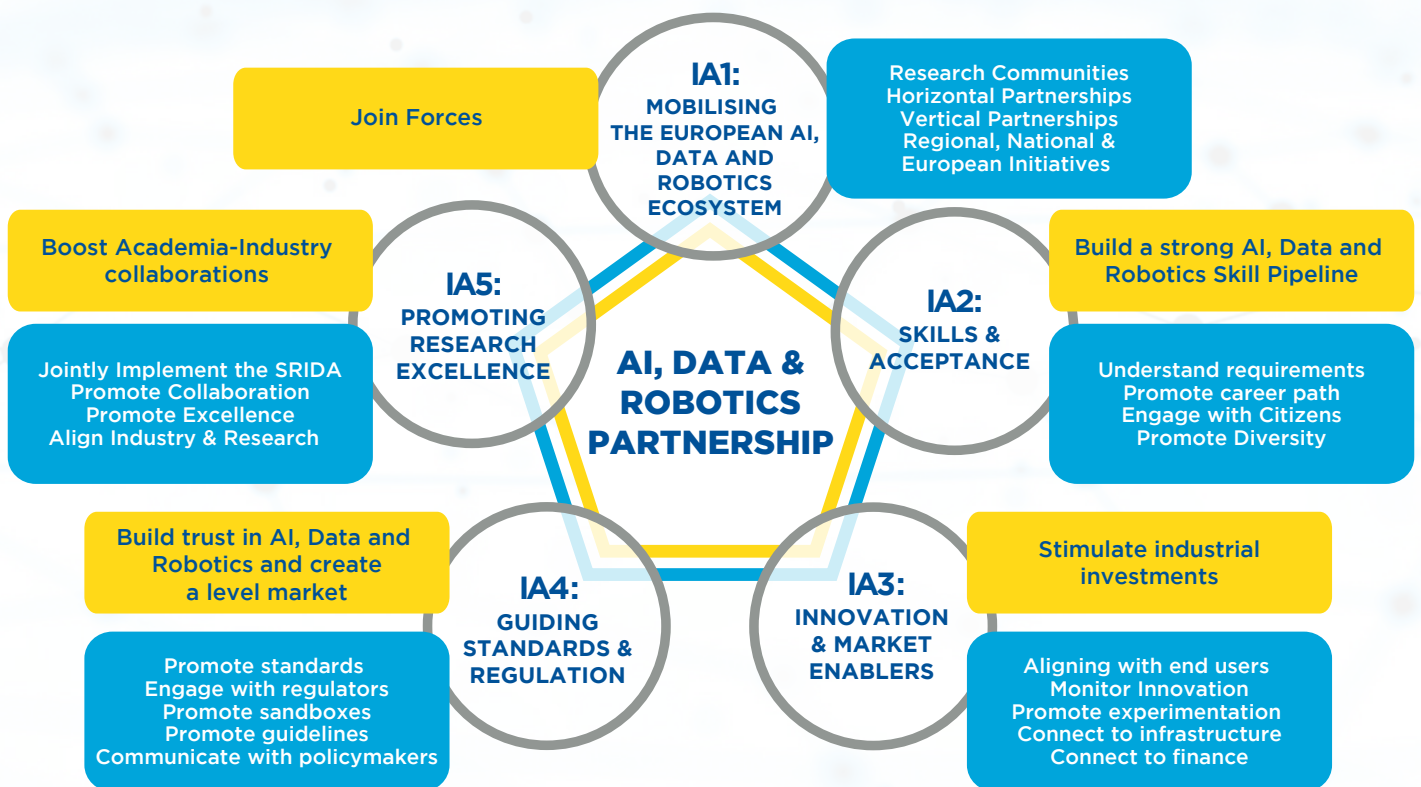 Join Forces
IA1:
MOBILISING
THE EUROPEAN AI,
DATA AND
ROBOTICS
ECOSYSTEM
Research Communities
Horizontal Partnerships
Vertical Partnerships
Regional, National &
European Initiatives
Boost Academia-Industry
collaborations
Jointly Implement the SRIDA
Promote Collaboration
Promote Excellence
Align Industry & Research
IA5:
PROMOTING
RESEARCH
EXCELLENCE
AI, DATA &
ROBOTICS
PARTNERSHIP
IA2:
SKILLS &
ACCEPTANCE
Build a strong AI, Data and
Robotics Skill Pipeline
Understand requirements
Promote career path
Engage with Citizens
Promote Diversity
Build trust in AI, Data and
Robotics and create
a level market
Promote standards
Engage with regulators
Promote sandboxes
Promote guidelines
Communicate with policymakers
IA4:
GUIDING
STANDARDS &
REGULATION
IA3:
INNOVATION
& MARKET
ENABLERS
Stimulate industrial
investments
Aligning with end users
Monitor Innovation
Promote experimentation
Connect to infrastructure
Connect to finance